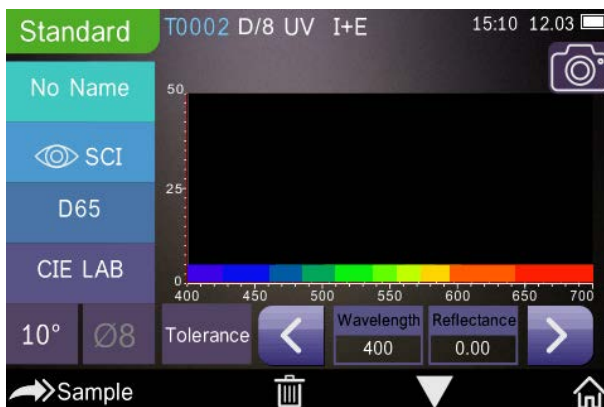 Standard T0002 D/8 UV I+E 15:10 12.03
No Name
SCI
D65
CIE LAB
50
25
0
400 450 500 550 600 650 700
10° Ø8 Tolerance
Wavelength Reflectance
400 0.00
Sample